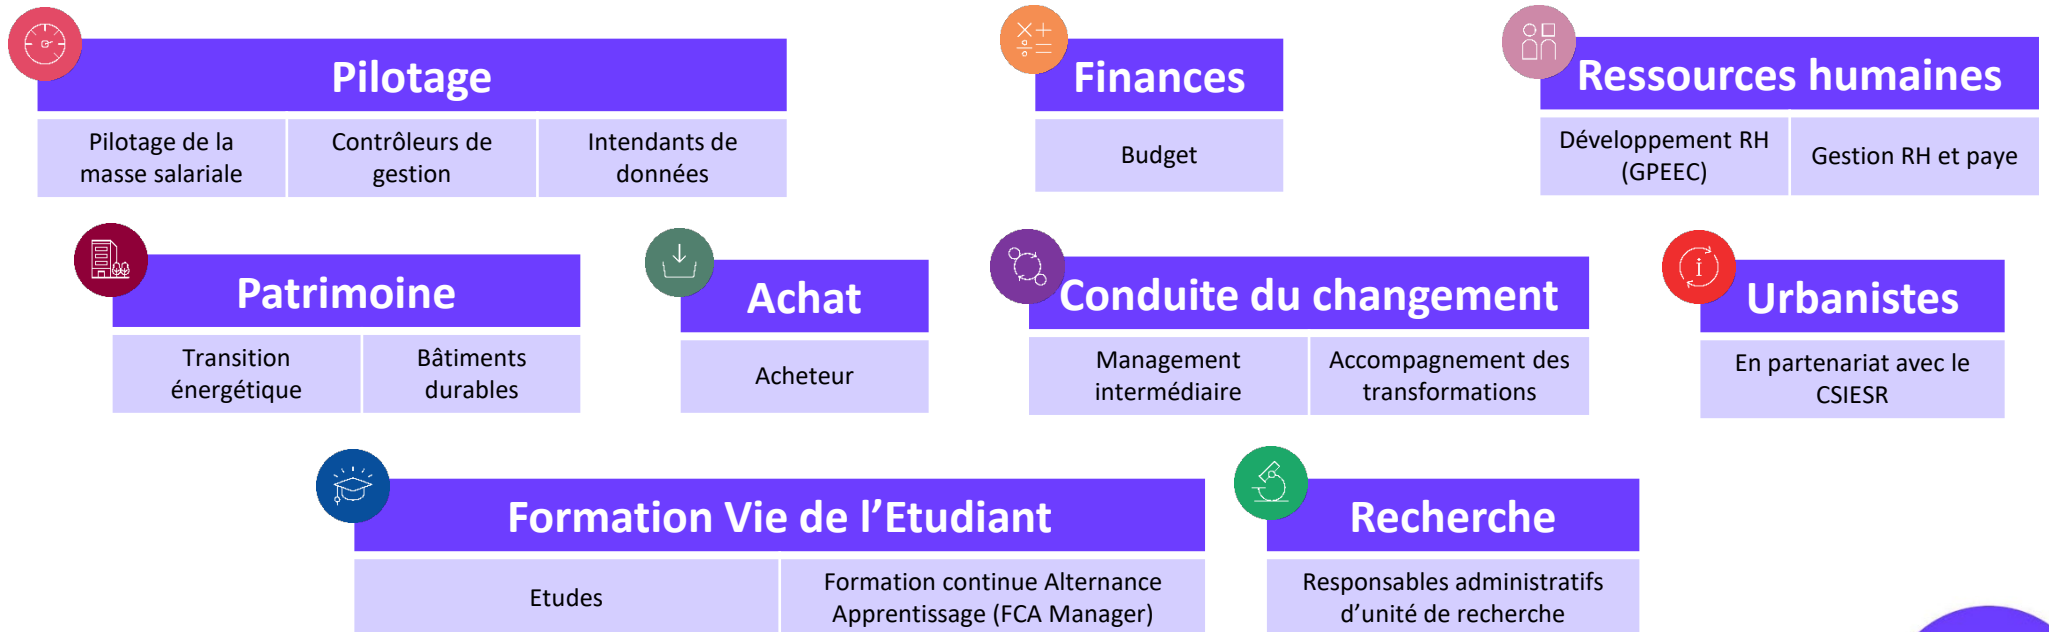 Pilotage
Pilotage de la
masse salariale
Contrôleurs de
gestion
Intendants de
données
Finances
Budget
Ressources humaines
Développement RH
(GPEEC)
Gestion RH et paye
Patrimoine
Transition
énergétique
Bâtiments
durables
Achat
Acheteur
Conduite du changement
Management
intermédiaire
Accompagnement des
transformations
Urbanistes
En partenariat avec le
CSIESR
Formation Vie de l’Etudiant
Etudes
Formation continue Alternance
Apprentissage (FCA Manager)
Recherche
Responsables administratifs
d’unité de recherche